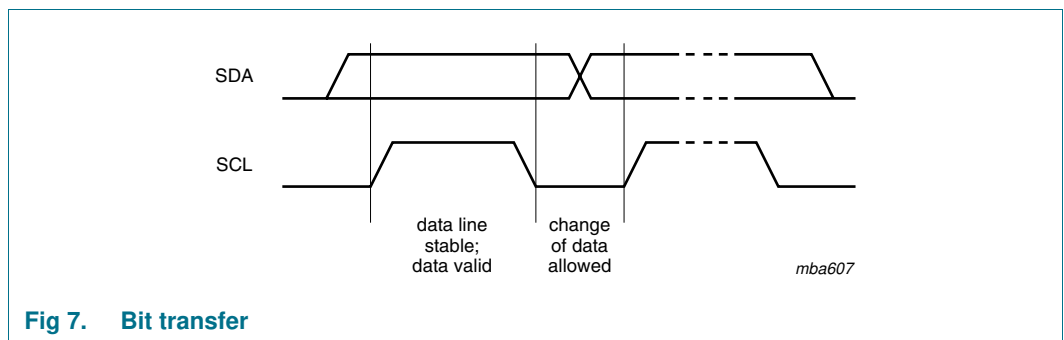 SDA
SCL
data line
stable;
data valid
change
of data
allowed
mba607
Fig 7. Bit transfer